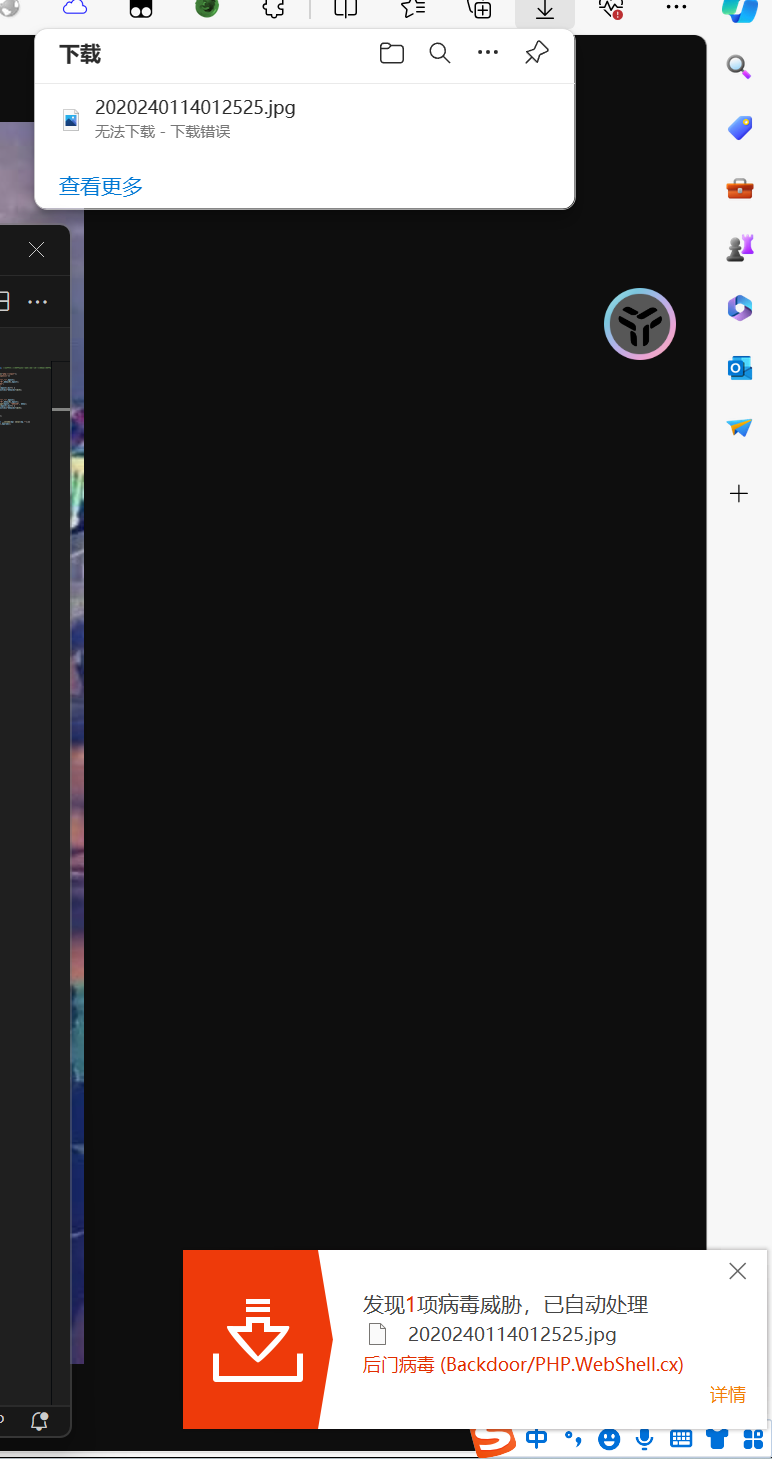 下载
2020240114012525.jpg
无法下载 - 下载错误
查看更多
发现1项病毒威胁，已自动处理
2020240114012525.jpg
后门病毒 (Backdoor/PHP.WebShell.cx)
详情
中